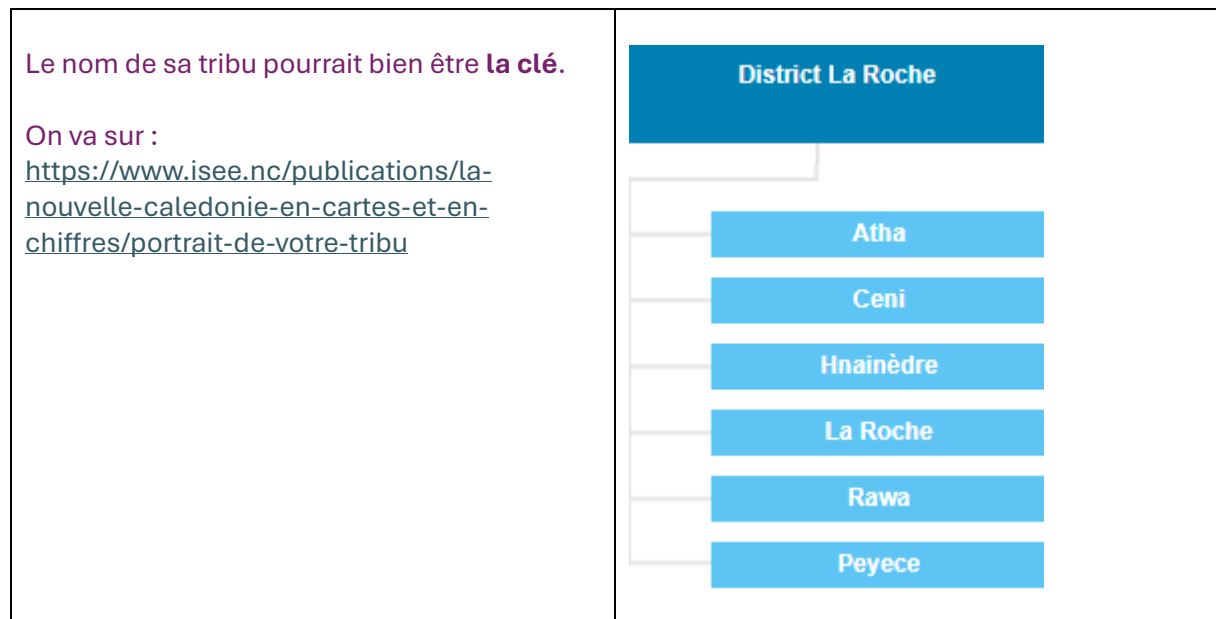 Le nom de sa tribu pourrait bien être la clé.
On va sur :
https://www.isee.nc/publications/la-
nouvelle-caledonie-en-cartes-et-en-
chiffres/portrait-de-votre-tribu
District La Roche
Atha
Ceni
Hnainèdre
La Roche
Rawa
Peyece